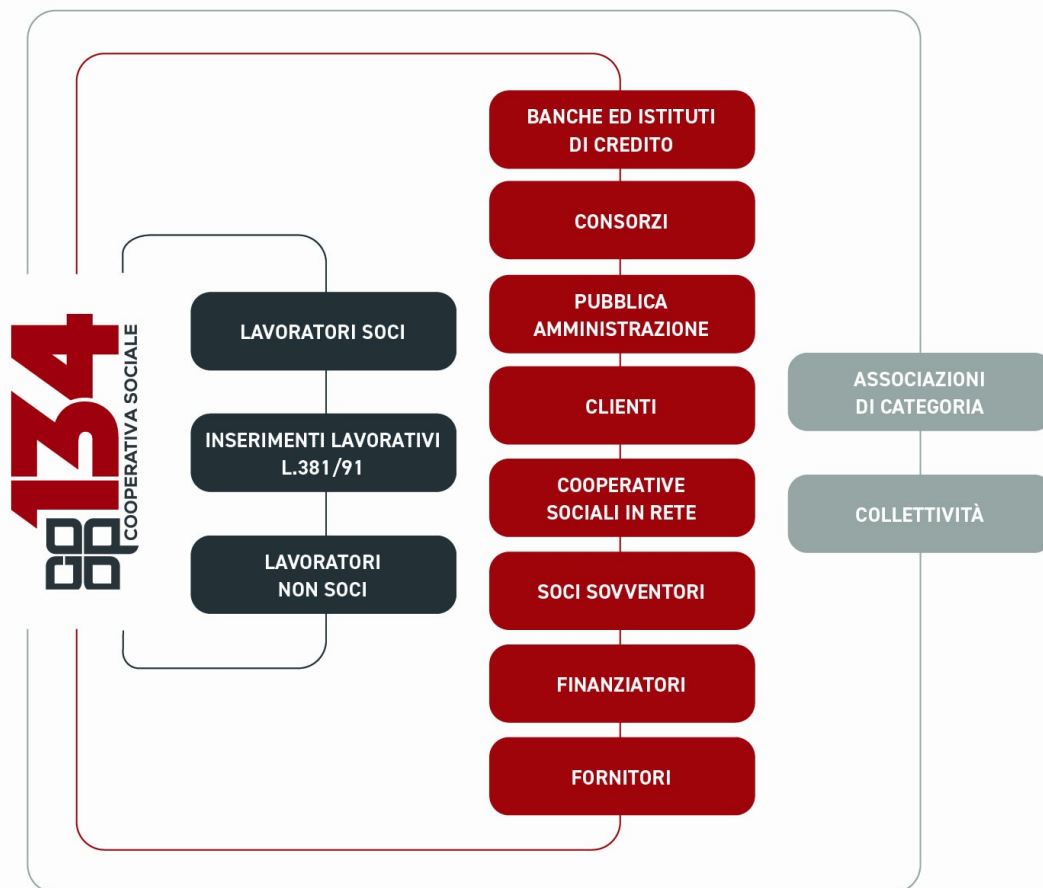 coop134
COOPERATIVA SOCIALE
LAVORATORI SOCI
INSERIMENTI LAVORATIVI
L.381/91
LAVORATORI
NON SOCI
BANCHE ED ISTITUTI
DI CREDITO
CONSORZI
PUBBLICA
AMMINISTRAZIONE
CLIENTI
COOPERATIVE
SOCIALI IN RETE
SOCI SOVVENTORI
FINANZIATORI
FORNITORI
ASSOCIAZIONI
DI CATEGORIA
COLLETTIVITÀ